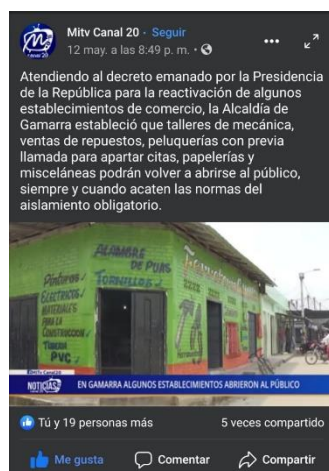 Mitv Canal 20 · Seguir
12 may. a las 8:49 p. m. ·
Atendiendo al decreto emanado por la Presidencia
de la República para la reactivación de algunos
establecimientos de comercio, la Alcaldía de
Gamarra estableció que talleres de mecánica,
ventas de repuestos, peluquerías con previa
llamada para apartar citas, papelerías y
misceláneas podrán volver a abrirse al público,
siempre y cuando acaten las normas del
aislamiento obligatorio.
ALAMBRE
DE PUAS
TORNILLOS
Pinturas
ELECTRICOS
MATERIALES
PARA LA
CONSTRUCCION
TUBERIA
PVC
Mitv Canal20
NOTICIAS
EN GAMARRA ALGUNOS ESTABLECIMIENTOS ABRIERON AL PÚBLICO
Tú y 19 personas más
5 veces compartido
Me gusta
Comentar
Compartir